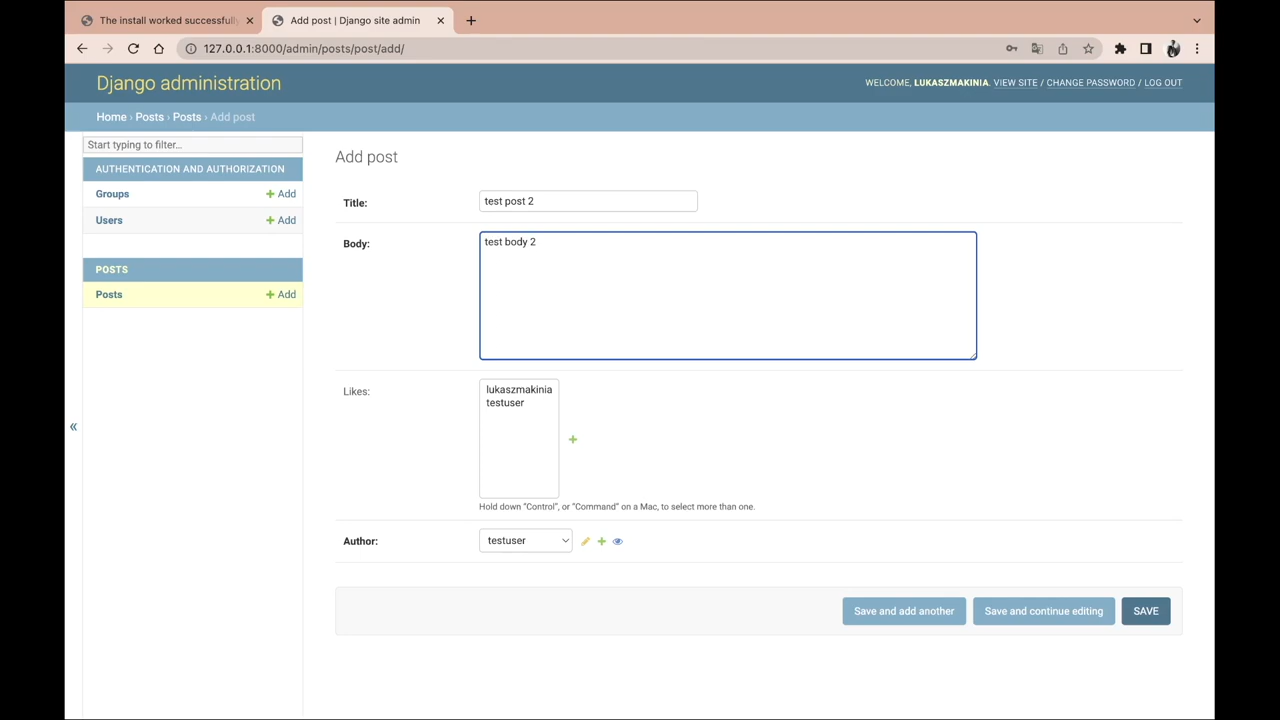 The install worked successfully
Add post | Django site admin
127.0.0.1:8000/admin/posts/post/add/
Django administration
WELCOME, LUKASZMAKINIA. VIEW SITE / CHANGE PASSWORD / LOG OUT
Home › Posts › Posts › Add post
Start typing to filter...
AUTHENTICATION AND AUTHORIZATION
Groups + Add
Users + Add
POSTS
Posts + Add
«
Add post
Title: test post 2
Body: test body 2
Likes: lukaszmakinia
testuser
Hold down “Control”, or “Command” on a Mac, to select more than one.
Author: testuser
Save and add another
Save and continue editing
SAVE